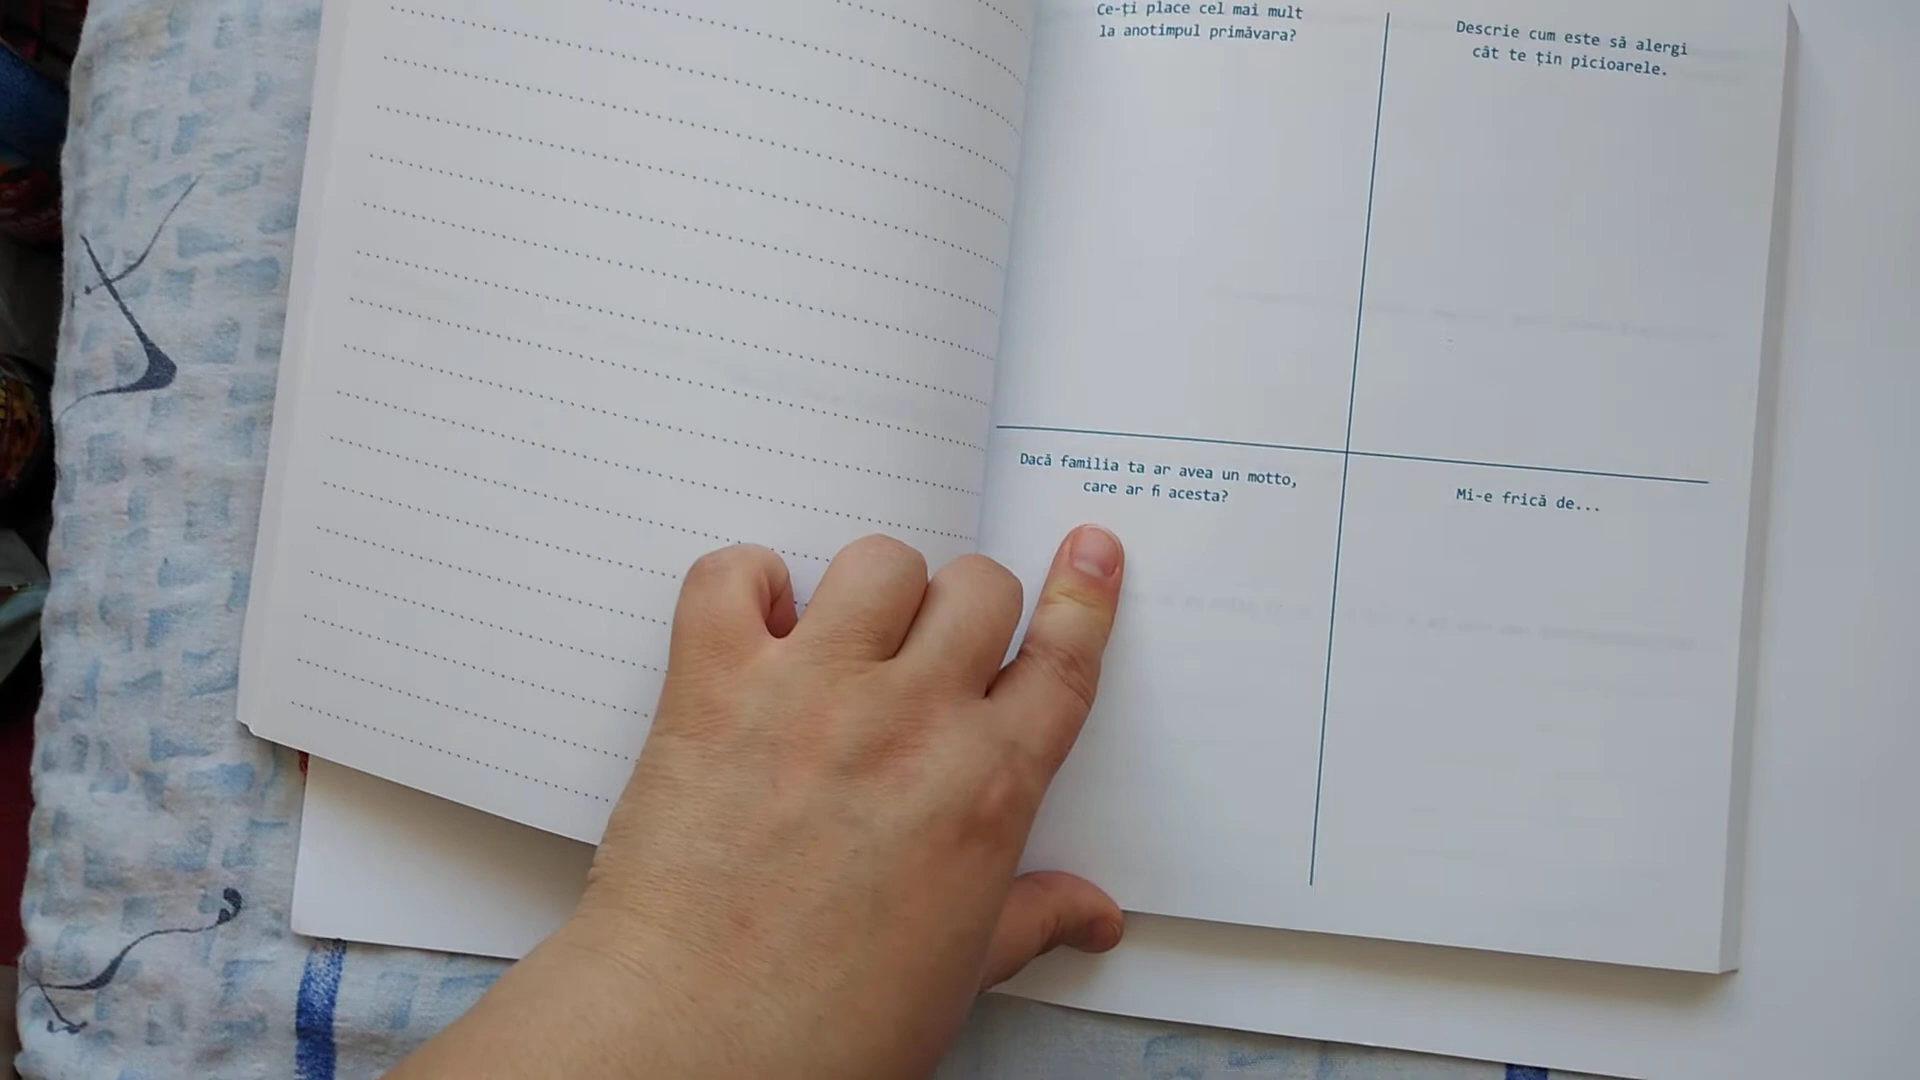 Ce-ți place cel mai mult
la anotimpul primăvara?
Descrie cum este să alergi
cât te țin picioarele.
Dacă familia ta ar avea un motto,
care ar fi acesta?
Mi-e frică de...